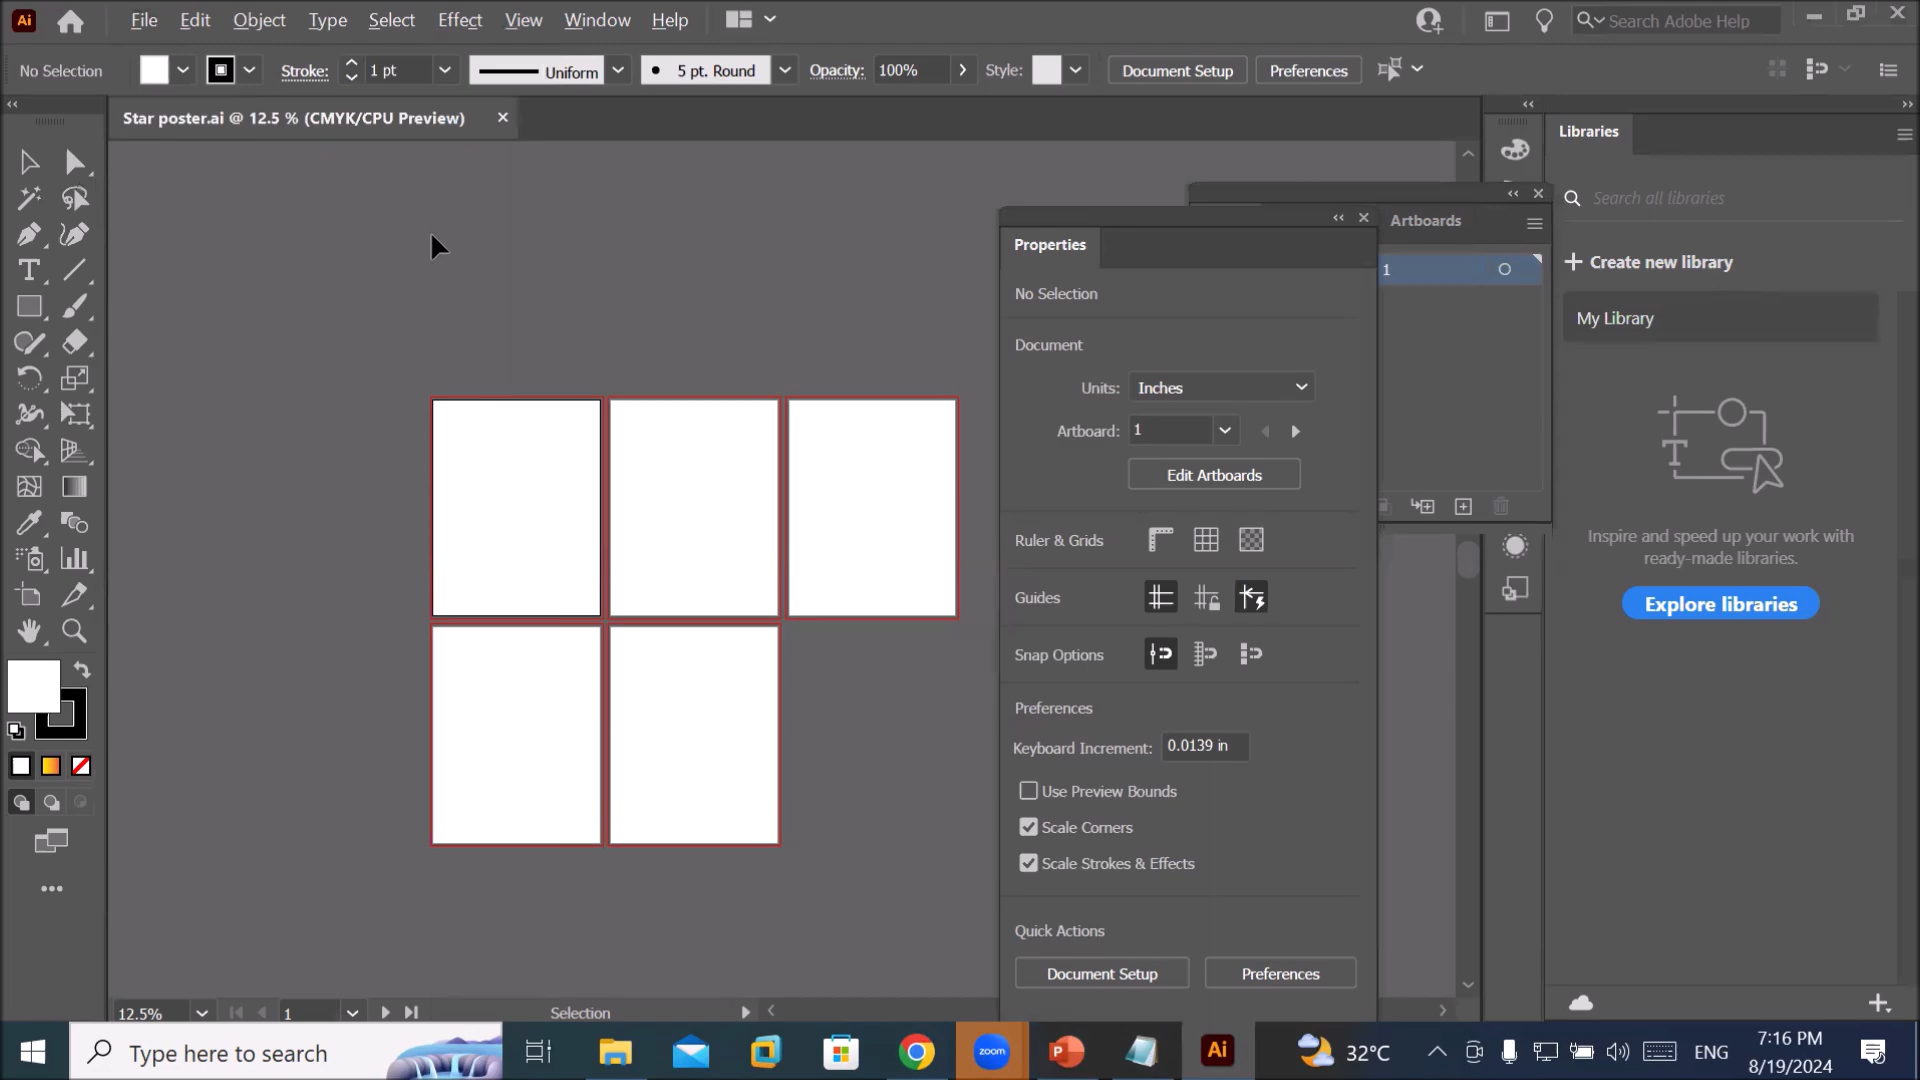 Ai File Edit Object Type Select Effect View Window Help Search Adobe Help
No Selection Stroke: 1 pt Uniform 5 pt. Round Opacity: 100% Style: Document Setup Preferences
Star poster.ai @ 12.5 % (CMYK/CPU Preview)
Libraries
Search all libraries
Create new library
My Library
Inspire and speed up your work with
ready-made libraries.
Explore libraries
Artboards
1
Properties
No Selection
Document
Units: Inches
Artboard: 1
Edit Artboards
Ruler & Grids
Guides
Snap Options
Preferences
Keyboard Increment: 0.0139 in
Use Preview Bounds
Scale Corners
Scale Strokes & Effects
Quick Actions
Document Setup Preferences
12.5% 1 Selection
Type here to search
zoom
Ai
32°C
ENG
7:16 PM
8/19/2024